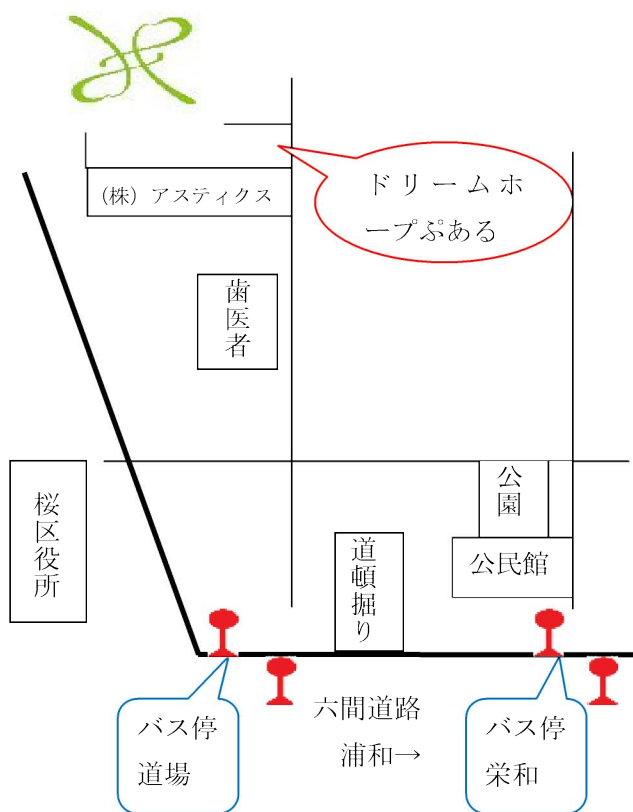 (株）アスティクス
ドリームホ
ープぷある
歯医者
桜区役所
公園
公民館
道頓掘り
バス停
道場
六間道路
浦和→
バス停
栄和